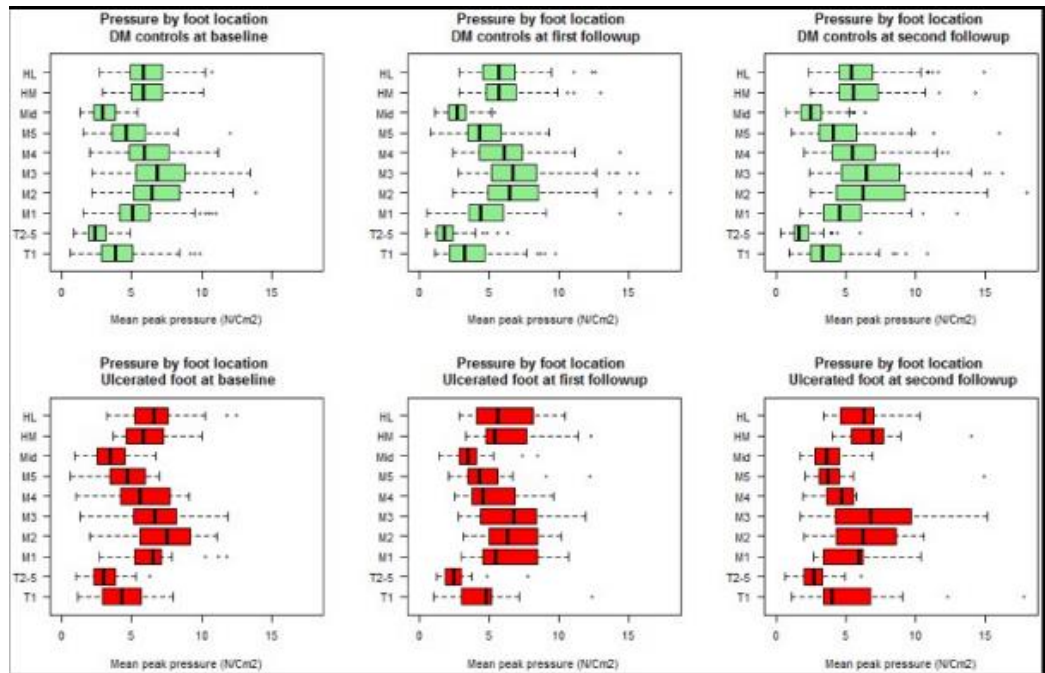 Pressure by foot location
DM controls at baseline
HL
HM
Mid
M5
M4
M3
M2
M1
T2-5
T1
0 5 10 15
Mean peak pressure (N/Cm2)
Pressure by foot location
DM controls at first followup
HL
HM
Mid
M5
M4
M3
M2
M1
T2-5
T1
0 5 10 15
Mean peak pressure (N/Cm2)
Pressure by foot location
DM controls at second followup
HL
HM
Mid
M5
M4
M3
M2
M1
T2-5
T1
0 5 10 15
Mean peak pressure (N/Cm2)
Pressure by foot location
Ulcerated foot at baseline
HL
HM
Mid
M5
M4
M3
M2
M1
T2-5
T1
0 5 10 15
Mean peak pressure (N/Cm2)
Pressure by foot location
Ulcerated foot at first followup
HL
HM
Mid
M5
M4
M3
M2
M1
T2-5
T1
0 5 10 15
Mean peak pressure (N/Cm2)
Pressure by foot location
Ulcerated foot at second followup
HL
HM
Mid
M5
M4
M3
M2
M1
T2-5
T1
0 5 10 15
Mean peak pressure (N/Cm2)